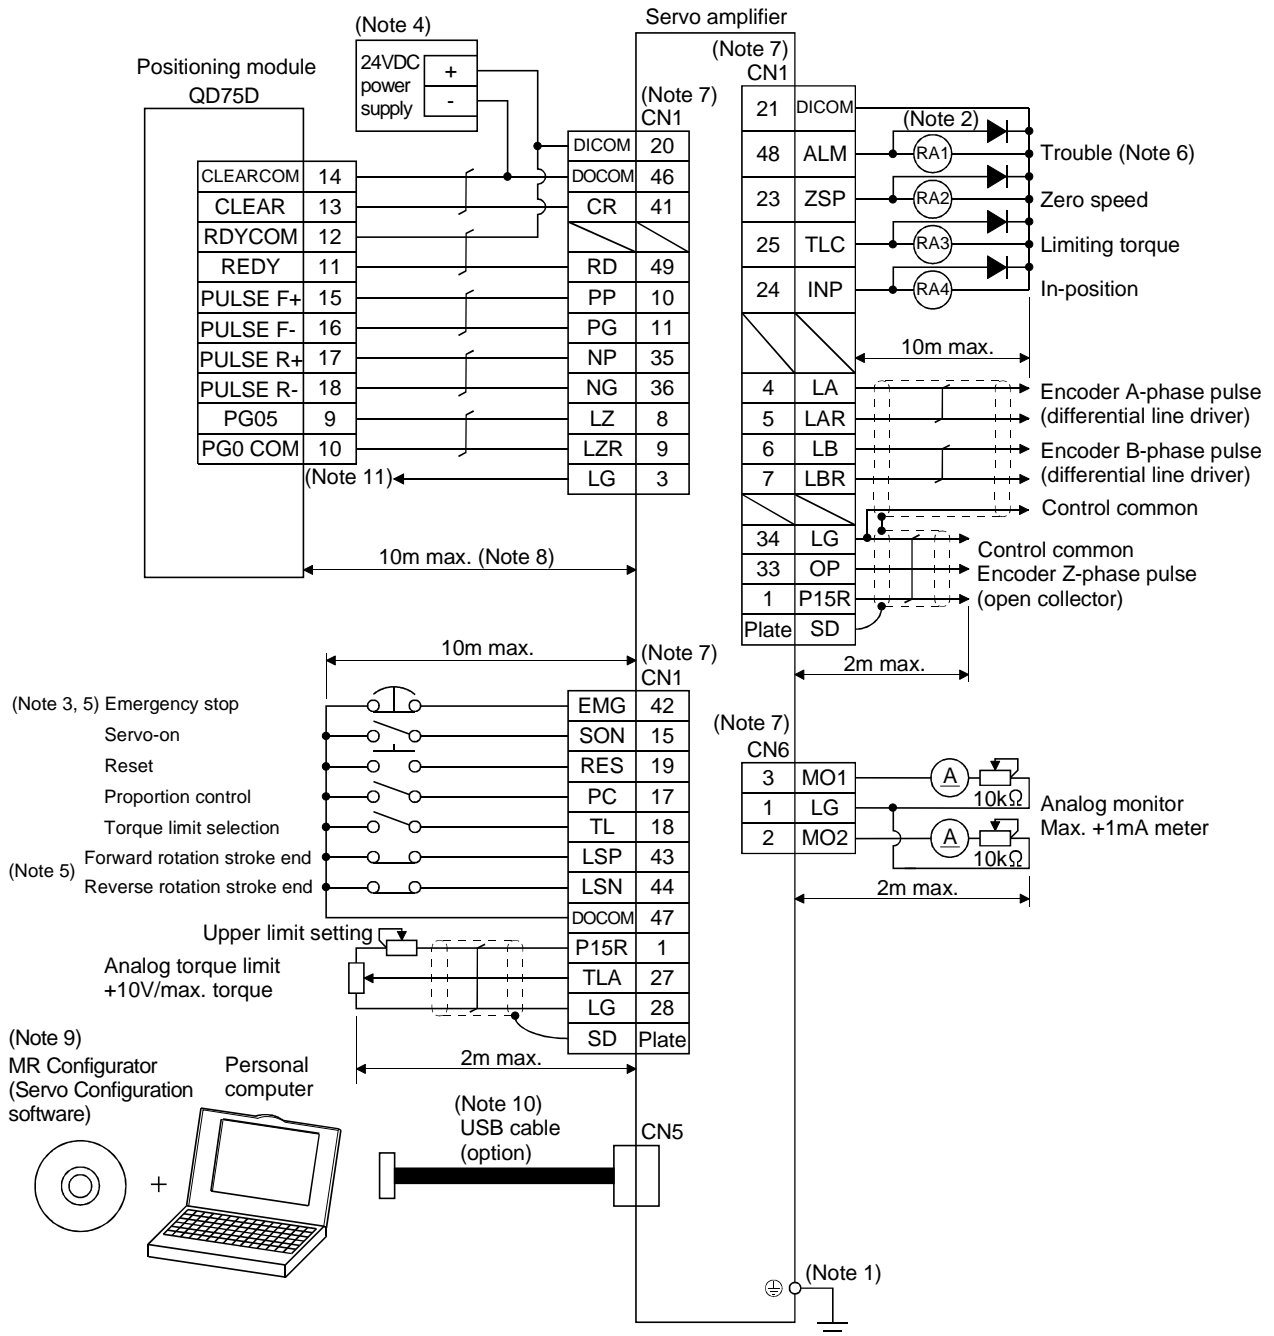 Servo amplifier
(Note 4)
24VDC
power
supply
+
-
Positioning module
QD75D
(Note 7)
CN1
DICOM 20
CLEARCOM 14 DOCOM 46
CLEAR 13 CR 41
RDYCOM 12
REDY 11 RD 49
PULSE F+ 15 PP 10
PULSE F- 16 PG 11
PULSE R+ 17 NP 35
PULSE R- 18 NG 36
PG05 9 LZ 8
PG0 COM 10 LZR 9
(Note 11) LG 3
10m max. (Note 8)
(Note 7)
CN1
21 DICOM
(Note 2)
48 ALM RA1 Trouble (Note 6)
23 ZSP RA2 Zero speed
25 TLC RA3 Limiting torque
24 INP RA4 In-position
10m max.
4 LA Encoder A-phase pulse
5 LAR (differential line driver)
6 LB Encoder B-phase pulse
7 LBR (differential line driver)
Control common
34 LG Control common
33 OP Encoder Z-phase pulse
1 P15R (open collector)
Plate SD
2m max.
10m max.
(Note 7)
CN1
(Note 3, 5) Emergency stop EMG 42
Servo-on SON 15
Reset RES 19
Proportion control PC 17
Torque limit selection TL 18
(Note 5)
Forward rotation stroke end LSP 43
Reverse rotation stroke end LSN 44
DOCOM 47
Upper limit setting P15R 1
Analog torque limit
+10V/max. torque
TLA 27
LG 28
SD Plate
2m max.
(Note 7)
CN6
3 MO1 A 10kΩ
1 LG
2 MO2 A 10kΩ
Analog monitor
Max. +1mA meter
2m max.
(Note 9)
MR Configurator
(Servo Configuration
software)
+
Personal
computer
(Note 10)
USB cable
(option)
CN5
(Note 1)